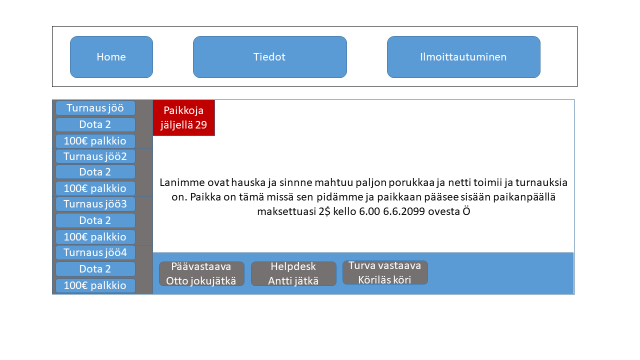 Home
Tiedot
Ilmoittautuminen
Turnaus jöö
Dota 2
100€ palkkio
Turnaus jöö2
Dota 2
100€ palkkio
Turnaus jöö3
Dota 2
100€ palkkio
Turnaus jöö4
Dota 2
100€ palkkio
Paikkoja
jäljellä 29
Lanimme ovat hauska ja sinnne mahtuu paljon porukkaa ja netti toimii ja turnauksia
on. Paikka on tämä missä sen pidämme ja paikkaan pääsee sisään paikanpäällä
maksettuasi 2$ kello 6.00 6.6.2099 ovesta Ö
Päävastaava
Otto jokujätkä
Helpdesk
Antti jätkä
Turva vastaava
Köriläs köri